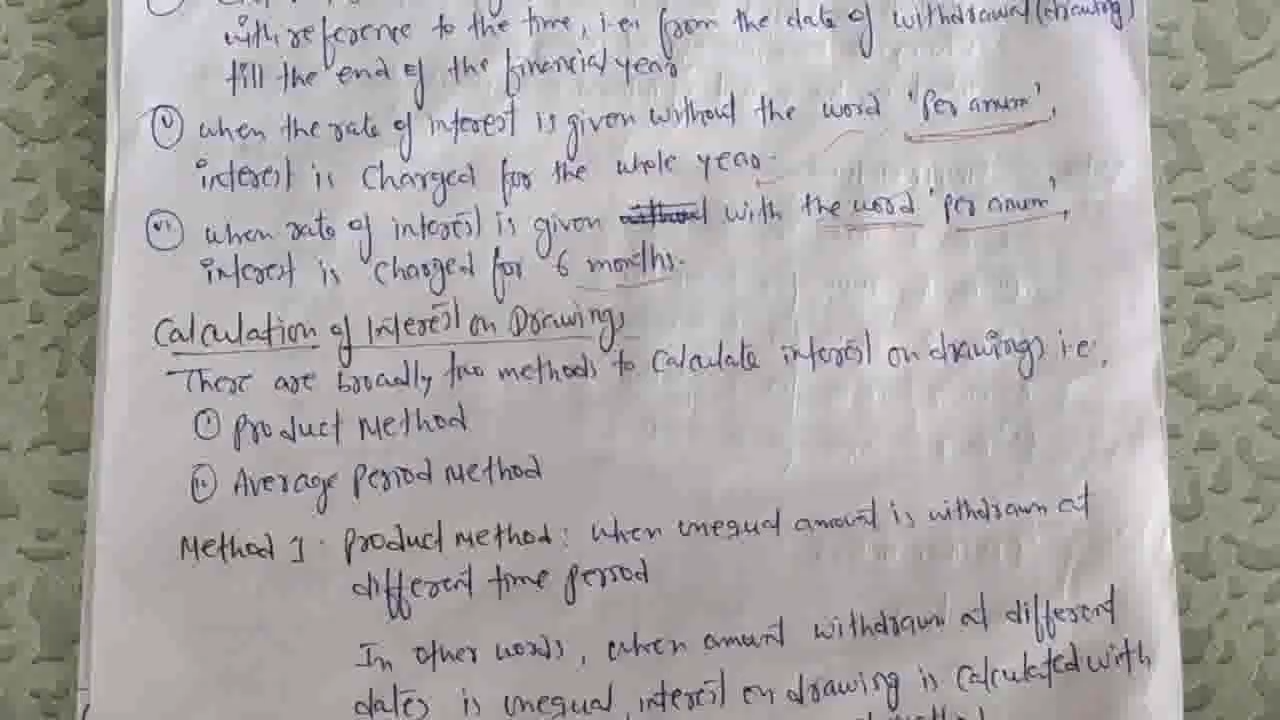 with reference to the time, i.e. from the date of withdrawal (drawing)
till the end of the financial year
(v) when the rate of interest is given without the word 'Per anum',
interest is charged for the whole year.
(vi) when rate of interest is given with the word 'per anum',
interest is charged for 6 months.
Calculation of Interest on Drawings
There are broadly two methods to calculate interest on drawings i.e.,
(i) Product Method
(ii) Average Period Method
Method 1: Product Method: when unequal amount is withdrawn at
different time period
In other words, when amount withdrawn at different
dates is unequal, interest on drawing is calculated with